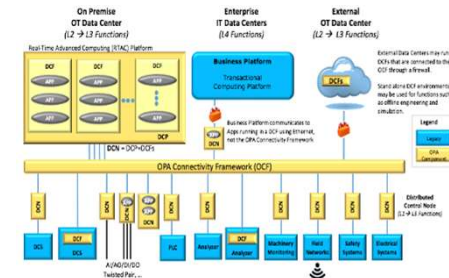 On Premise
OT Data Center
(L2 → L3 Functions)
Enterprise
IT Data Centers
(L4 Functions)
External
OT Data Center
(L2 → L3 Functions)
Real-Time Advanced Computing (RTAC) Platform
DCF
DCF
DCF
APP
APP
APP
APP
APP
APP
APP
APP
APP
DCP
DCN = DCP+DCFs
Business Platform
Transactional
Computing Platform
DCFs
External Data Centers may run
DCFs that are connected to the
OCF through a firewall.
Stand alone DCF environments
may be used for functions such
as offline engineering and
simulation.
Business Platform communicates to
Apps running in a DCF using Ethernet,
not the OPA Connectivity Framework
DCN
Legend
Legacy
OPA
Component
OPA Connectivity Framework (OCF)
DCN
DCN
DCN
DCN
DCN
DCN
DCN
DCN
DCN
DCN
DCN
Distributed
Control Node
(L2 → L3 Functions)
DCS
DCF
DCS
AI/AO/DI/DO
Twisted Pair, ...
PLC
Analyzer
DCF
Analyzer
Machinery
Monitoring
Field
Networks
Safety
Systems
Electrical
Systems